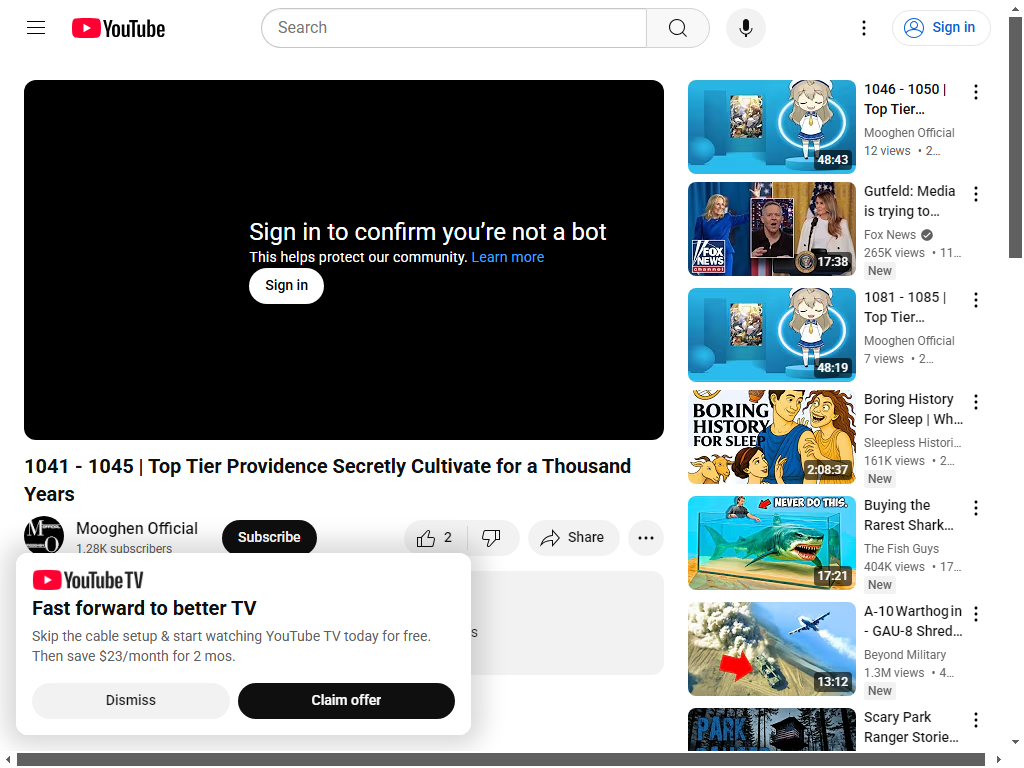 YouTube
Search
Sign in
Sign in to confirm you’re not a bot
This helps protect our community. Learn more
Sign in
1041 - 1045 | Top Tier Providence Secretly Cultivate for a Thousand
Years
Mooghen Official
1.28K subscribers
Subscribe
2
Share
s
YouTube TV
Fast forward to better TV
Skip the cable setup & start watching YouTube TV today for free.
Then save $23/month for 2 mos.
Dismiss
Claim offer
48:43
1046 - 1050 |
Top Tier...
Mooghen Official
12 views • 2...
FOX
NEWS
channel
17:38
Gutfeld: Media
is trying to...
Fox News
265K views • 11...
New
48:19
1081 - 1085 |
Top Tier...
Mooghen Official
7 views • 2...
BORING
HISTORY
FOR SLEEP
2:08:37
Boring History
For Sleep | Wh...
Sleepless Histori...
161K views • 2...
New
NEVER DO THIS.
17:21
Buying the
Rarest Shark...
The Fish Guys
404K views • 17...
New
13:12
A-10 Warthog in
- GAU-8 Shred...
Beyond Military
1.3M views • 4...
New
PARK
Scary Park
Ranger Storie...